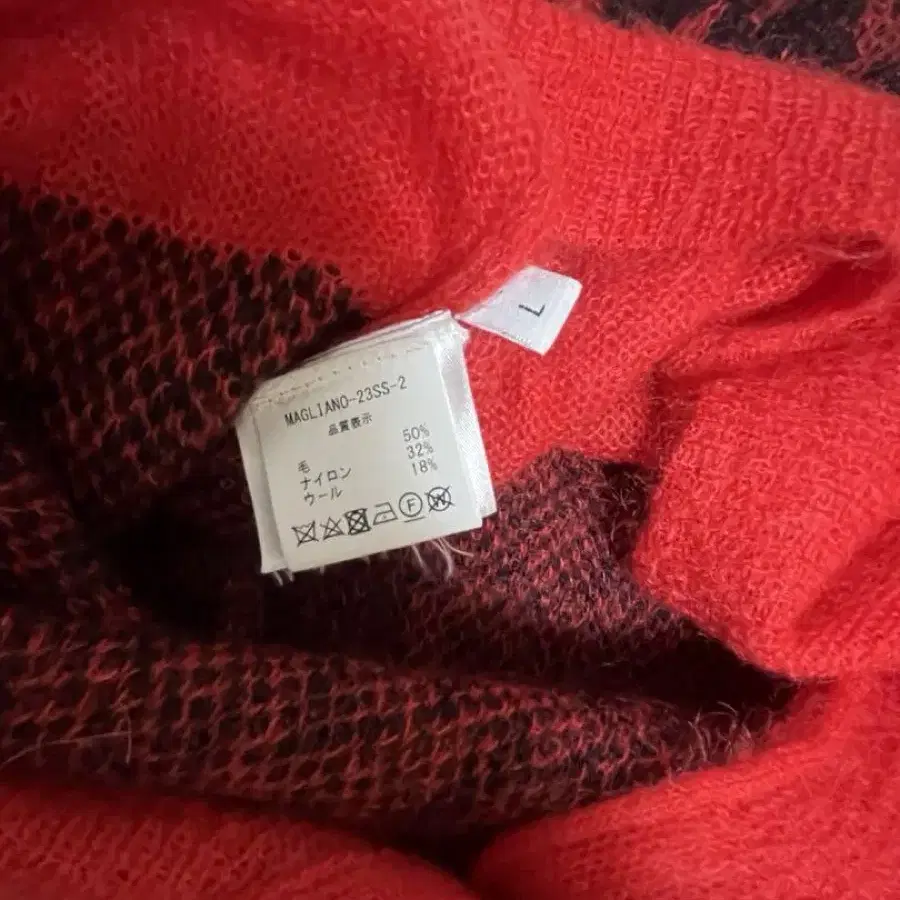 L
MAGLIANO-23SS-2
品質表示
毛 50%
ナイロン 32%
ウール 18%
F W